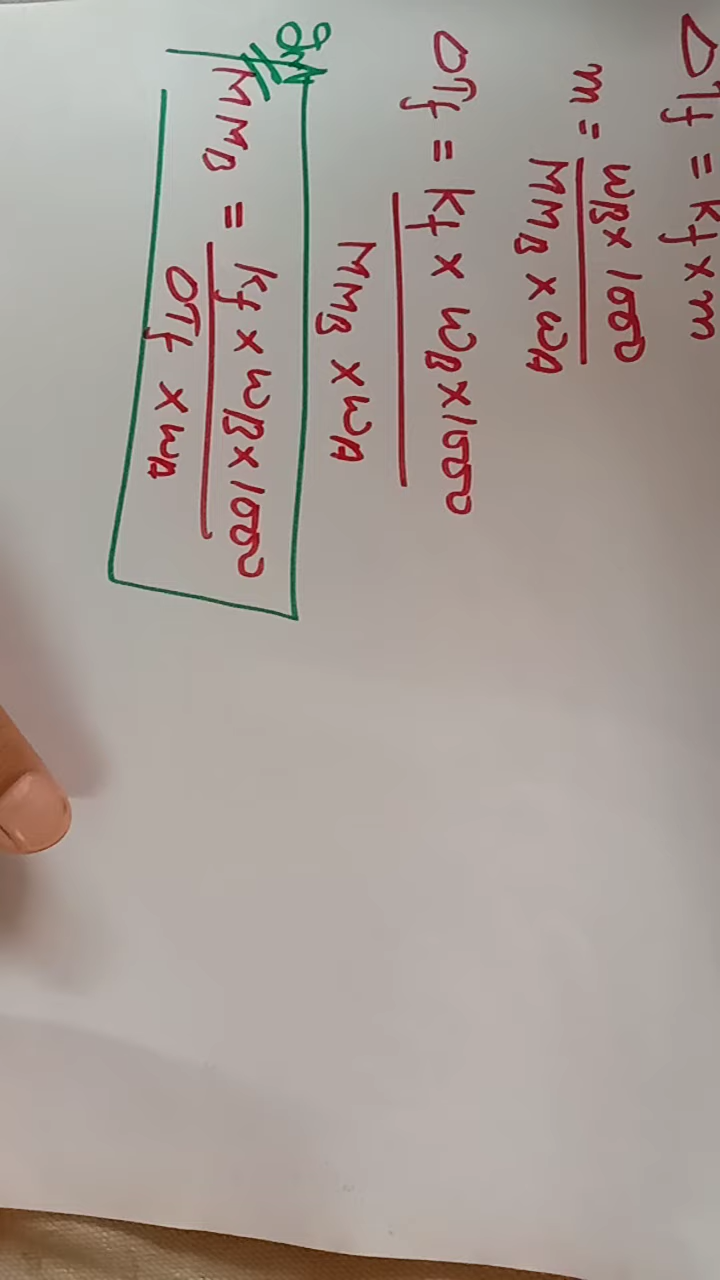 ΔTf = Kf × m
m = WB × 1000
MMB × WA
ΔTf = Kf × WB × 1000
MMB × WA
MMB = Kf × WB × 1000
ΔTf × WA